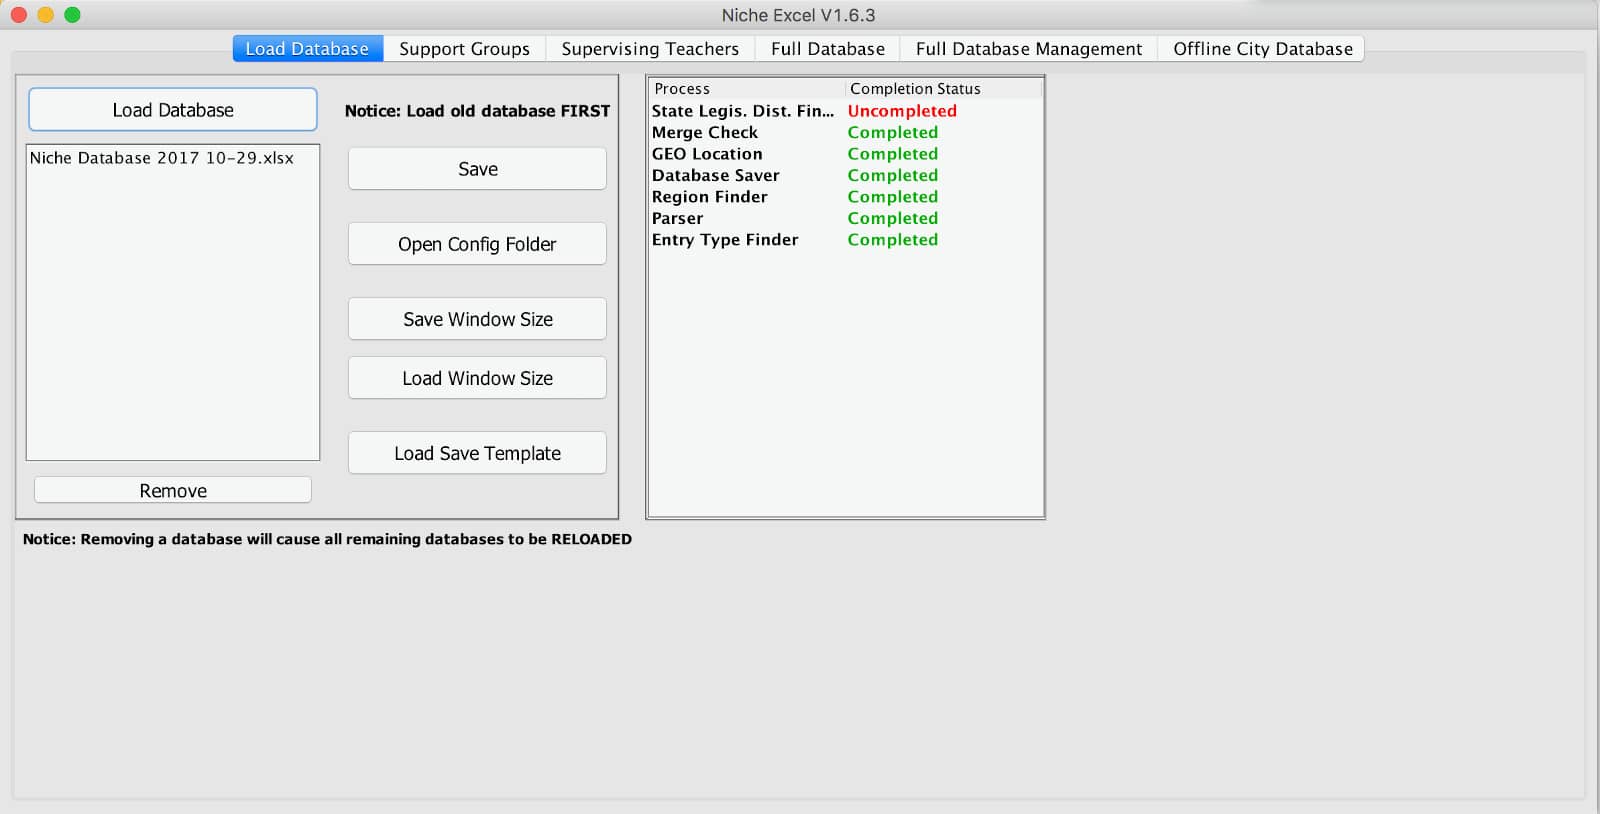 Niche Excel V1.6.3
Load Database Support Groups Supervising Teachers Full Database Full Database Management Offline City Database
Load Database
Notice: Load old database FIRST
Niche Database 2017 10-29.xlsx
Save
Open Config Folder
Save Window Size
Load Window Size
Load Save Template
Remove
Notice: Removing a database will cause all remaining databases to be RELOADED
Process Completion Status
State Legis. Dist. Fin... Uncompleted
Merge Check Completed
GEO Location Completed
Database Saver Completed
Region Finder Completed
Parser Completed
Entry Type Finder Completed